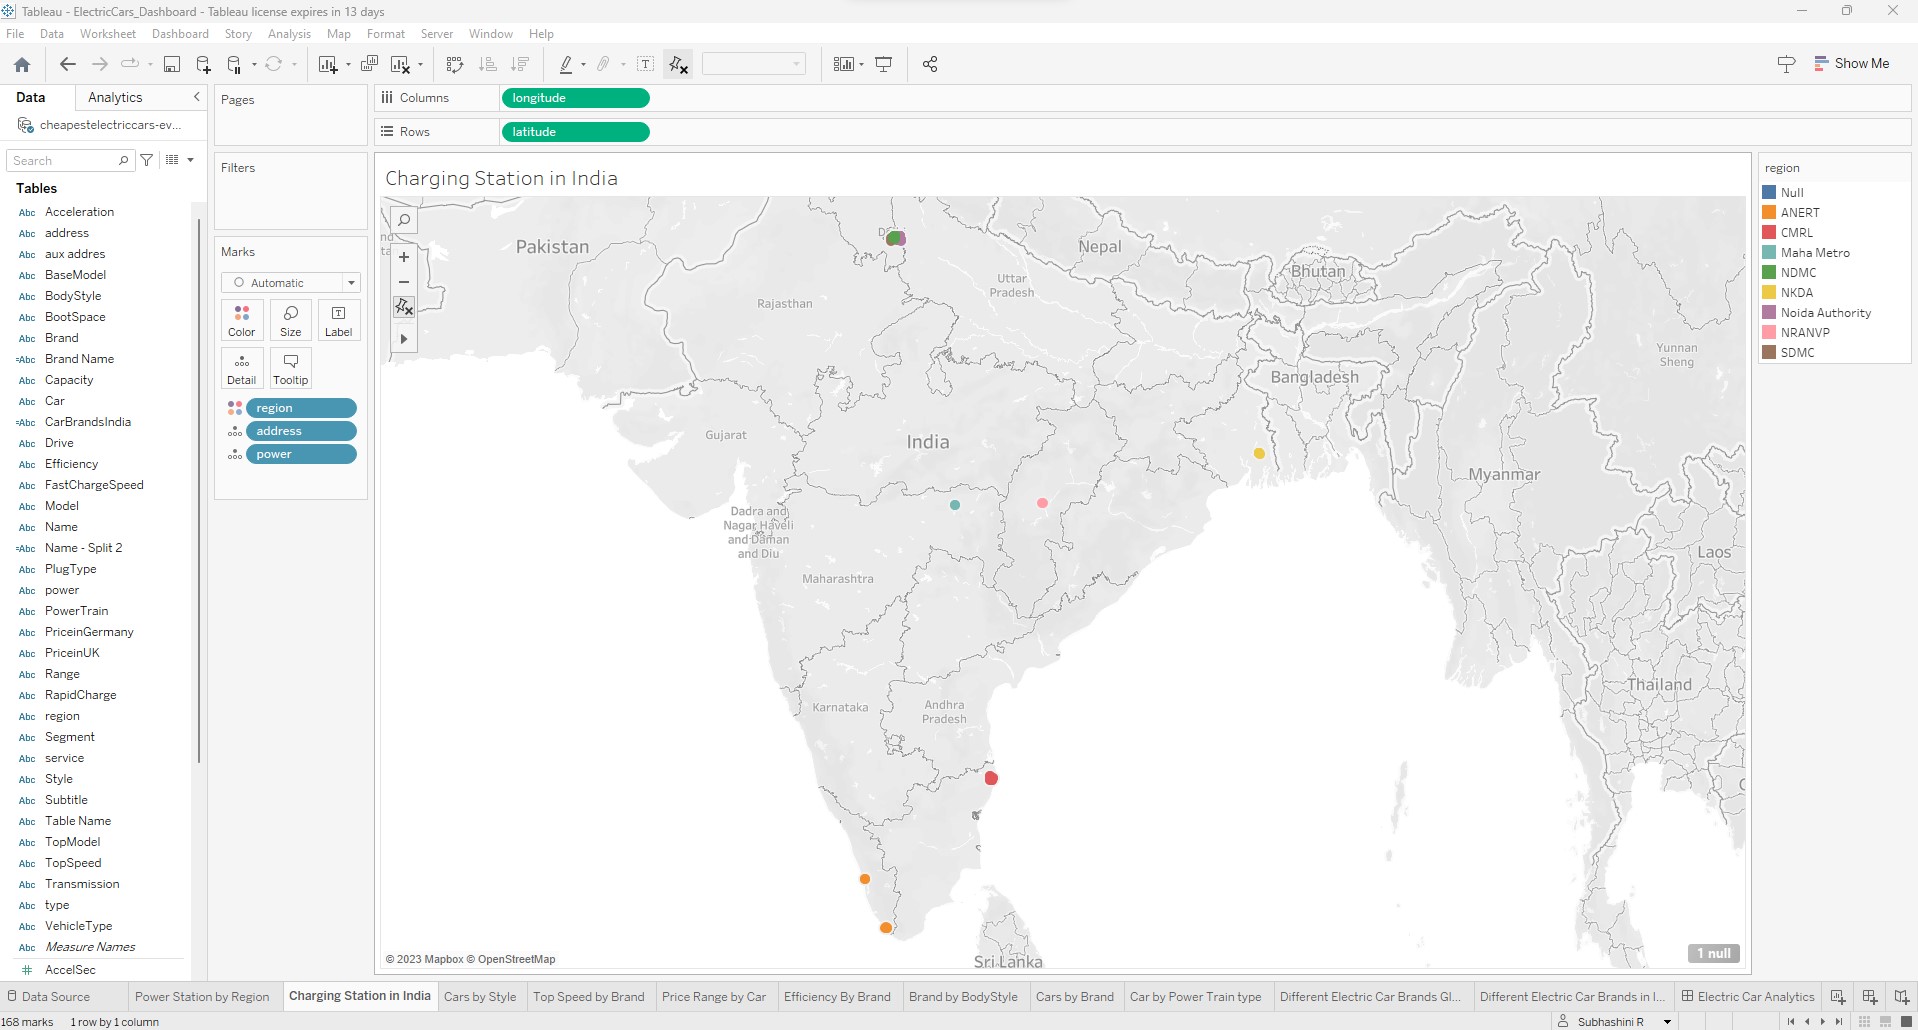 Tableau - ElectricCars_Dashboard - Tableau license expires in 13 days
File Data Worksheet Dashboard Story Analysis Map Format Server Window Help
Show Me
Data Analytics
cheapestelectriccars-ev...
Search
Tables
Abc Acceleration
Abc address
Abc aux addres
Abc BaseModel
Abc BodyStyle
Abc BootSpace
Abc Brand
=Abc Brand Name
Abc Capacity
Abc Car
=Abc CarBrandsIndia
Abc Drive
Abc Efficiency
Abc FastChargeSpeed
Abc Model
Abc Name
=Abc Name - Split 2
Abc PlugType
Abc power
Abc PowerTrain
Abc PriceinGermany
Abc PriceinUK
Abc Range
Abc RapidCharge
Abc region
Abc Segment
Abc service
Abc Style
Abc Subtitle
Abc Table Name
Abc TopModel
Abc TopSpeed
Abc Transmission
Abc type
Abc VehicleType
Abc Measure Names
# AccelSec
Pages
Filters
Marks
Automatic
Color Size Label
Detail Tooltip
region
address
power
Columns longitude
Rows latitude
Charging Station in India
Pakistan
Nepal
Bhutan
Uttar
Pradesh
Rajasthan
Yunnan
Sheng
Bangladesh
Gujarat
India
Myanmar
Dadra and
Nagar Haveli
and Daman
and Diu
Laos
Maharashtra
Thailand
Karnataka
Andhra
Pradesh
Sri Lanka
© 2023 Mapbox © OpenStreetMap
1 null
region
Null
ANERT
CMRL
Maha Metro
NDMC
NKDA
Noida Authority
NRANVP
SDMC
Data Source Power Station by Region Charging Station in India Cars by Style Top Speed by Brand Price Range by Car Efficiency By Brand Brand by BodyStyle Cars by Brand Car by Power Train type Different Electric Car Brands Gl... Different Electric Car Brands in I... Electric Car Analytics
168 marks 1 row by 1 column Subhashini R